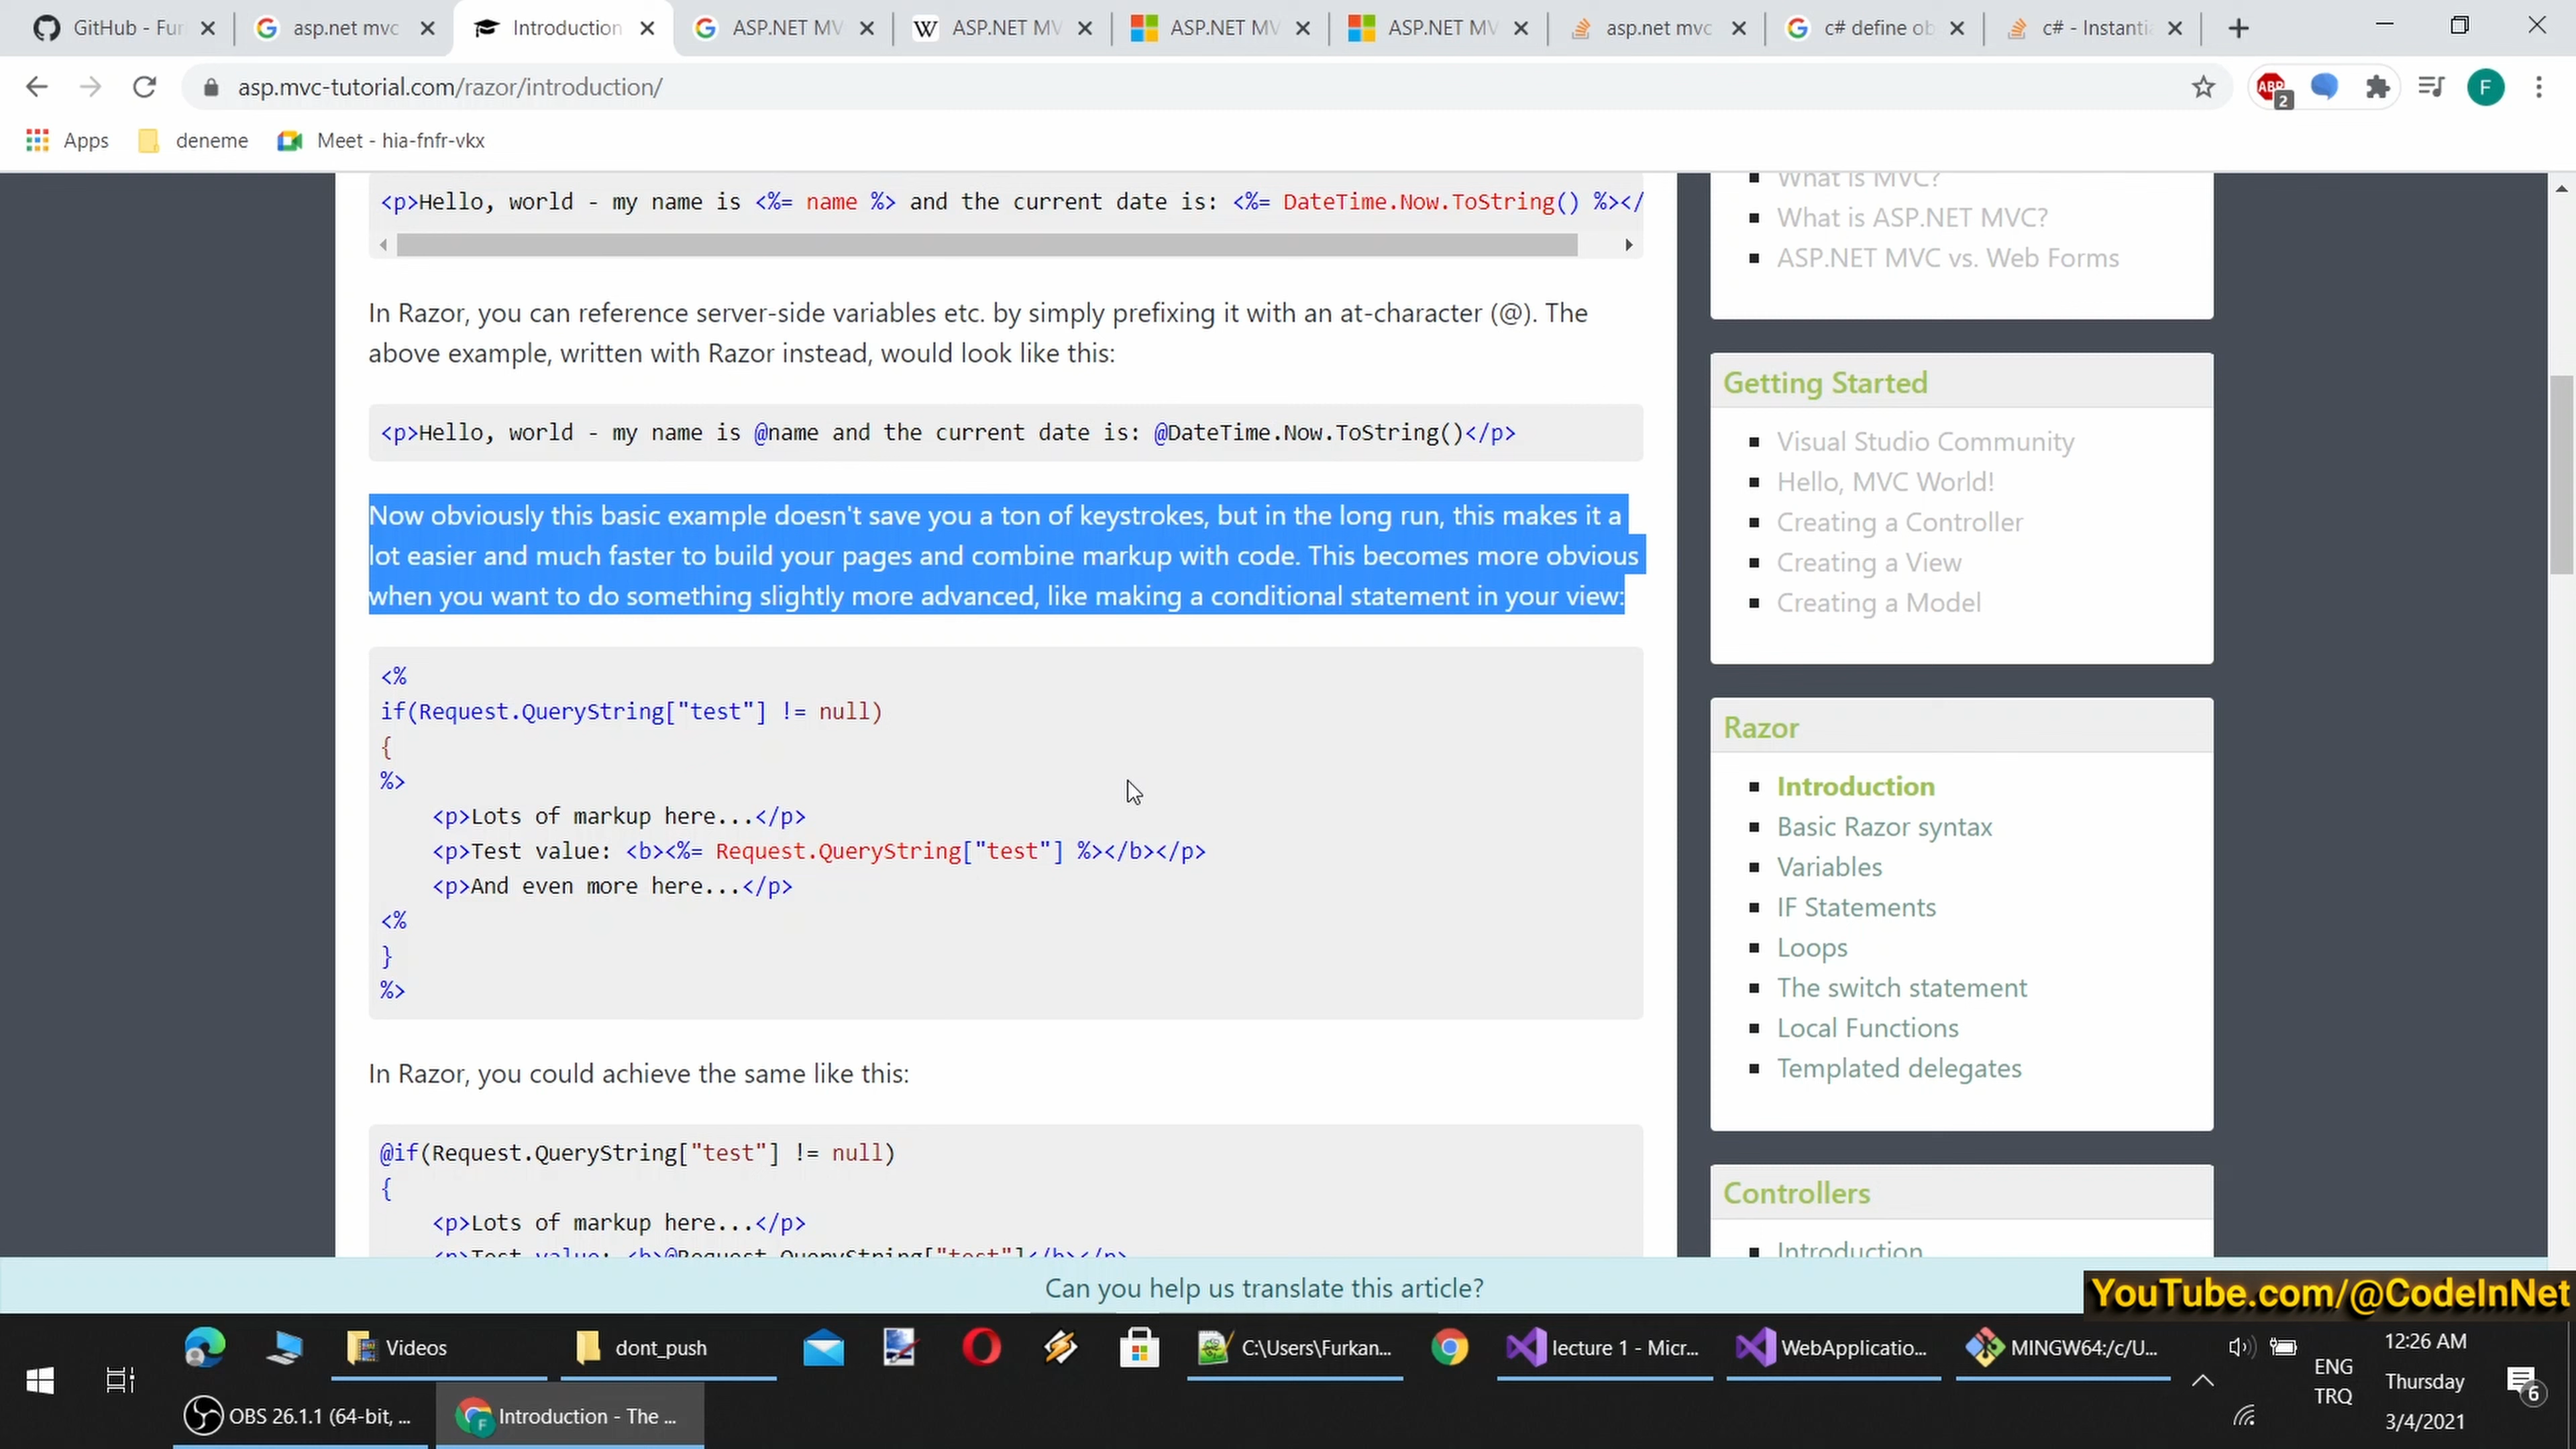 GitHub - Fur
asp.net mvc
Introduction
ASP.NET MV
ASP.NET MV
ASP.NET MV
ASP.NET MV
asp.net mvc
c# define ob
c# - Instanti
asp.mvc-tutorial.com/razor/introduction/
ABP
2
F
Apps
deneme
Meet - hia-fnfr-vkx
<p>Hello, world - my name is <%= name %> and the current date is: <%= DateTime.Now.ToString() %></
In Razor, you can reference server-side variables etc. by simply prefixing it with an at-character (@). The
above example, written with Razor instead, would look like this:
<p>Hello, world - my name is @name and the current date is: @DateTime.Now.ToString()</p>
Now obviously this basic example doesn't save you a ton of keystrokes, but in the long run, this makes it a
lot easier and much faster to build your pages and combine markup with code. This becomes more obvious
when you want to do something slightly more advanced, like making a conditional statement in your view:
<%
if(Request.QueryString["test"] != null)
{
%>
<p>Lots of markup here...</p>
<p>Test value: <b><%= Request.QueryString["test"] %></b></p>
<p>And even more here...</p>
<%
}
%>
In Razor, you could achieve the same like this:
@if(Request.QueryString["test"] != null)
{
<p>Lots of markup here...</p>
<p>Test value: <b>@Request.QueryString["test"]</b></p>
What is MVC?
What is ASP.NET MVC?
ASP.NET MVC vs. Web Forms
Getting Started
Visual Studio Community
Hello, MVC World!
Creating a Controller
Creating a View
Creating a Model
Razor
Introduction
Basic Razor syntax
Variables
IF Statements
Loops
The switch statement
Local Functions
Templated delegates
Controllers
Introduction
Can you help us translate this article?
YouTube.com/@CodeInNet
Videos
dont_push
C:\Users\Furkan...
lecture 1 - Micr...
WebApplicatio...
MINGW64:/c/U...
OBS 26.1.1 (64-bit, ...
F
Introduction - The ...
ENG
TRQ
12:26 AM
Thursday
3/4/2021
6